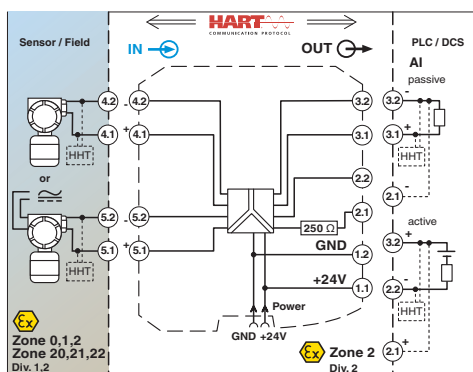 HART
COMMUNICATION PROTOCOL
Sensor / Field
IN
OUT
PLC / DCS
AI
passive
4.2 - 4.2
3.2 3.2 -
4.1 + 4.1
3.1 3.1 +
HHT
HHT
or
2.2
2.1 -
5.2 - 5.2
2.1
250 Ω
active
GND
3.2 +
5.1 + 5.1
1.2
HHT
+24V
2.2 -
1.1
HHT
Power
GND +24V
Ex
Zone 0,1,2
Zone 20,21,22
Div. 1,2
Ex
Zone 2
Div. 2
2.1 +